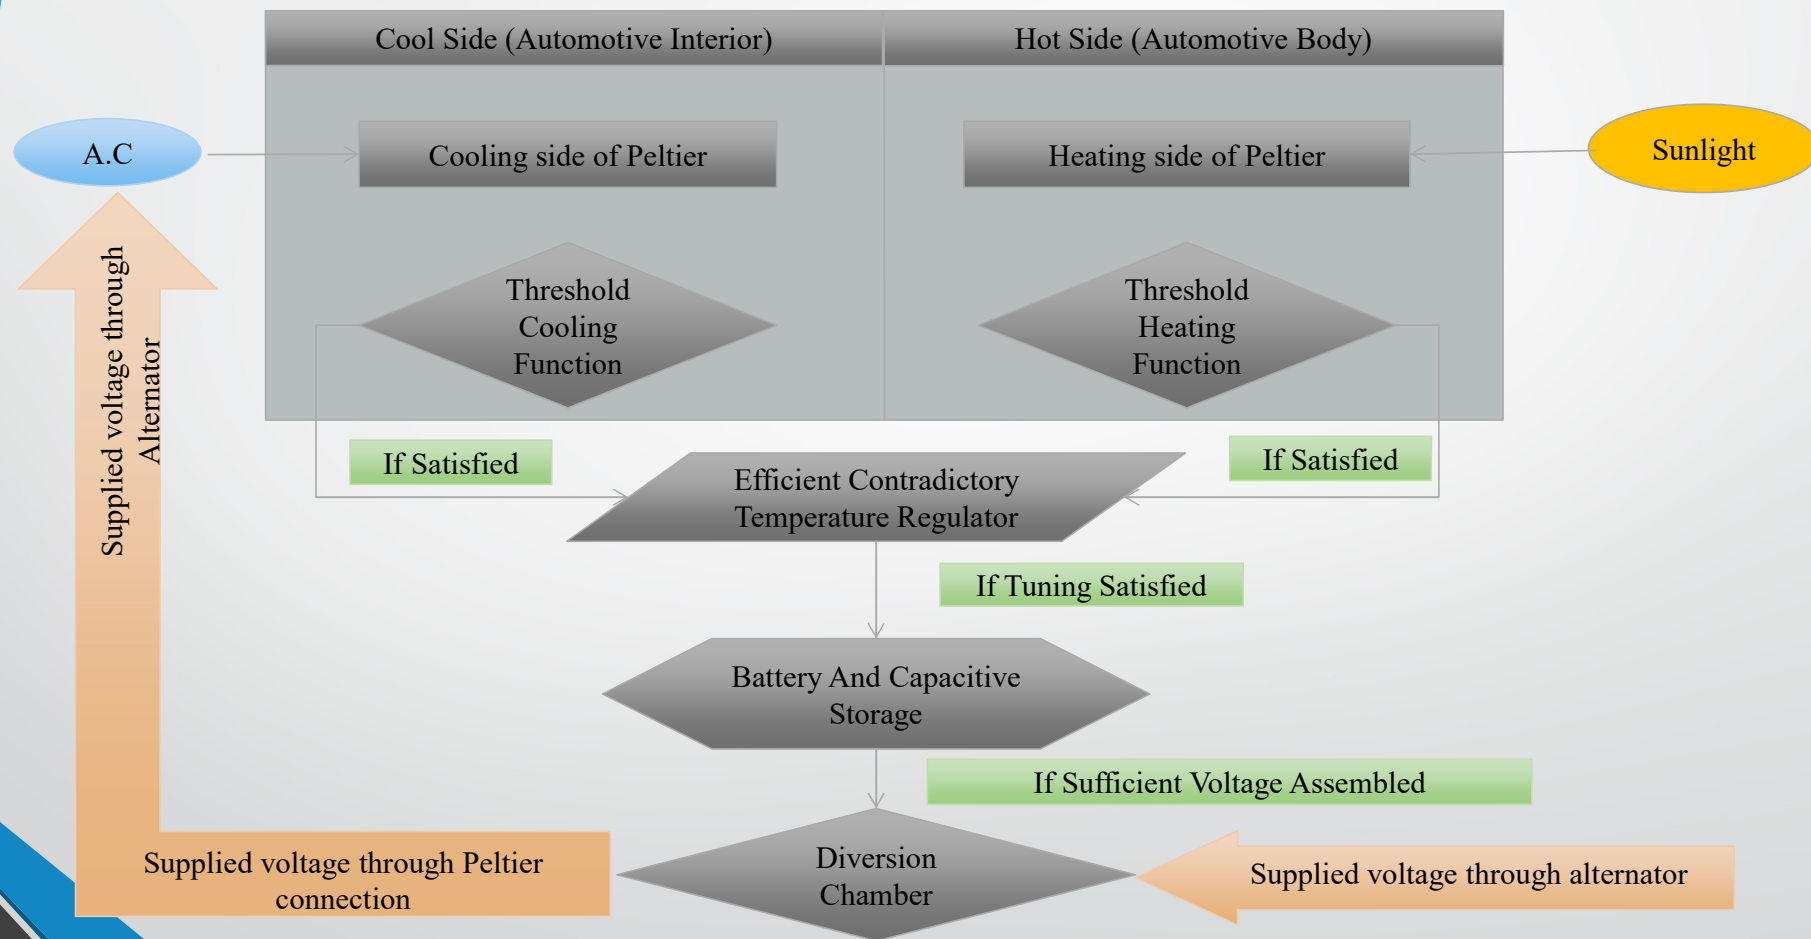 Cool Side (Automotive Interior)
Hot Side (Automotive Body)
A.C
Cooling side of Peltier
Heating side of Peltier
Sunlight
Threshold
Cooling
Function
Threshold
Heating
Function
Supplied voltage through
Alternator
If Satisfied
If Satisfied
Efficient Contradictory
Temperature Regulator
If Tuning Satisfied
Battery And Capacitive
Storage
If Sufficient Voltage Assembled
Supplied voltage through Peltier
connection
Diversion
Chamber
Supplied voltage through alternator